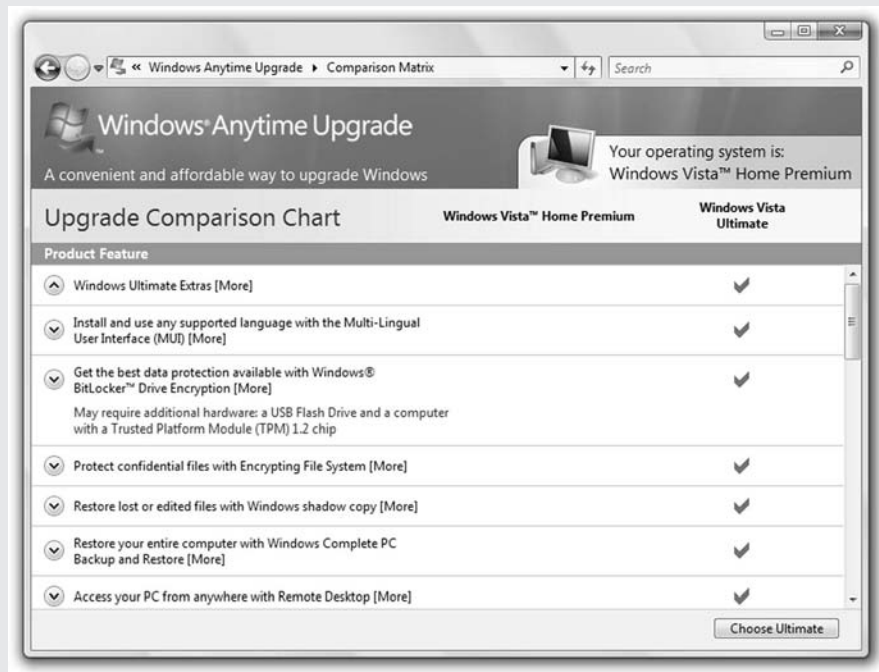 « Windows Anytime Upgrade ▸ Comparison Matrix
Search
Windows® Anytime Upgrade
A convenient and affordable way to upgrade Windows
Your operating system is:
Windows Vista™ Home Premium
Upgrade Comparison Chart
Windows Vista™ Home Premium
Windows Vista
Ultimate
Product Feature
Windows Ultimate Extras [More]
Install and use any supported language with the Multi-Lingual
User Interface (MUI) [More]
Get the best data protection available with Windows®
BitLocker™ Drive Encryption [More]
May require additional hardware: a USB Flash Drive and a computer
with a Trusted Platform Module (TPM) 1.2 chip
Protect confidential files with Encrypting File System [More]
Restore lost or edited files with Windows shadow copy [More]
Restore your entire computer with Windows Complete PC
Backup and Restore [More]
Access your PC from anywhere with Remote Desktop [More]
Choose Ultimate